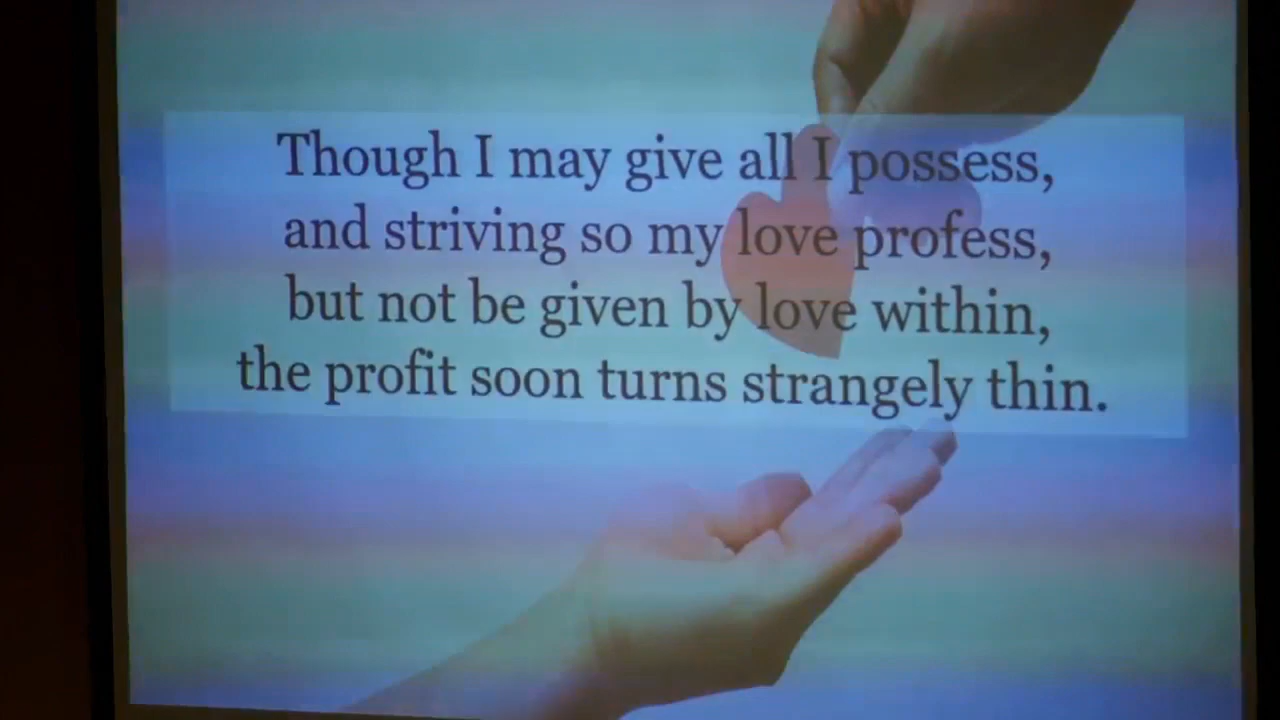 Though I may give all I possess,
and striving so my love profess,
but not be given by love within,
the profit soon turns strangely thin.